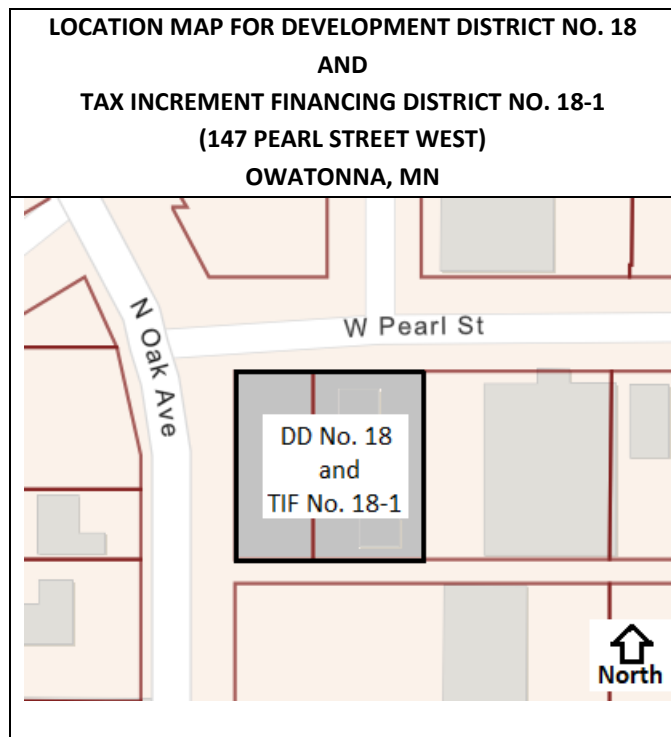 LOCATION MAP FOR DEVELOPMENT DISTRICT NO. 18
AND
TAX INCREMENT FINANCING DISTRICT NO. 18-1
(147 PEARL STREET WEST)
OWATONNA, MN
W Pearl St
N Oak Ave
DD No. 18
and
TIF No. 18-1
North